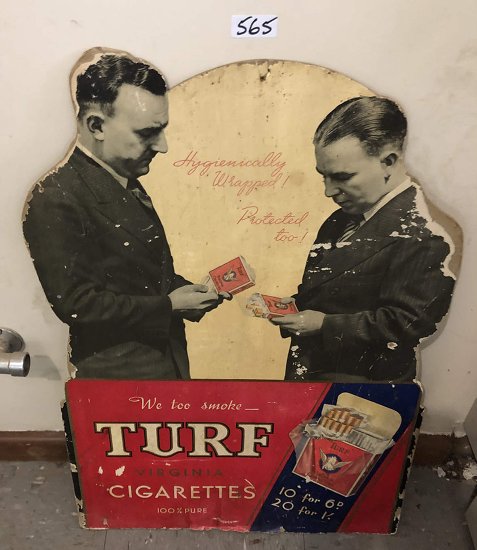 565
Hygienically
Wrapped!
Protected
too-!
We too smoke—
TURF
VIRGINIA
CIGARETTES
100% PURE
TURF
10 for 6ᴰ
20 for 1/-